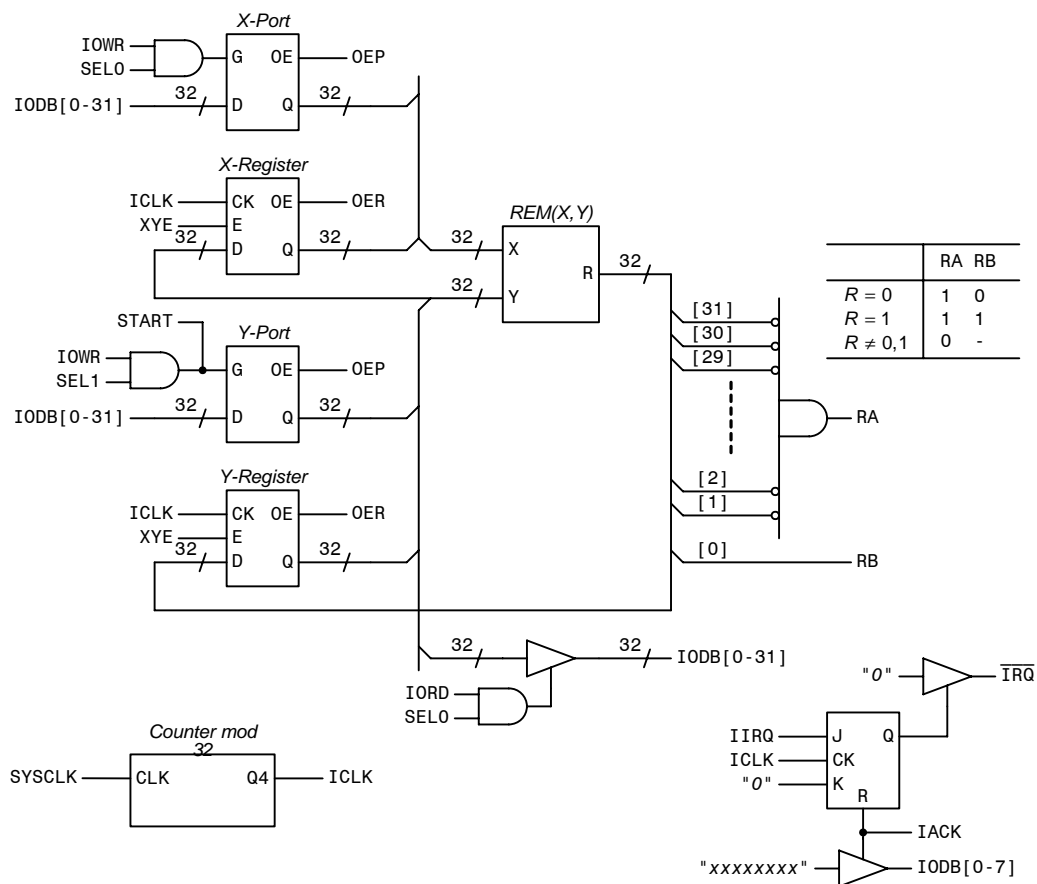 X-Port
IOWR
SEL0
G OE
OEP
IODB[0-31]
32
D Q
32
X-Register
ICLK
CK OE
OER
XYE
E
32
D Q
32
REM(X,Y)
32
X
R
32
32
Y
RA RB
R = 0 1 0
R = 1 1 1
R ≠ 0,1 0 -
[31]
[30]
[29]
RA
[2]
[1]
[0]
RB
START
Y-Port
IOWR
SEL1
G OE
OEP
IODB[0-31]
32
D Q
32
Y-Register
ICLK
CK OE
OER
XYE
E
32
D Q
32
32
32
IODB[0-31]
IORD
SEL0
"0"
IRQ
Counter mod
32
SYSCLK
CLK Q4
ICLK
IIRQ
J Q
ICLK
CK
"0"
K
R
IACK
"xxxxxxxx"
IODB[0-7]